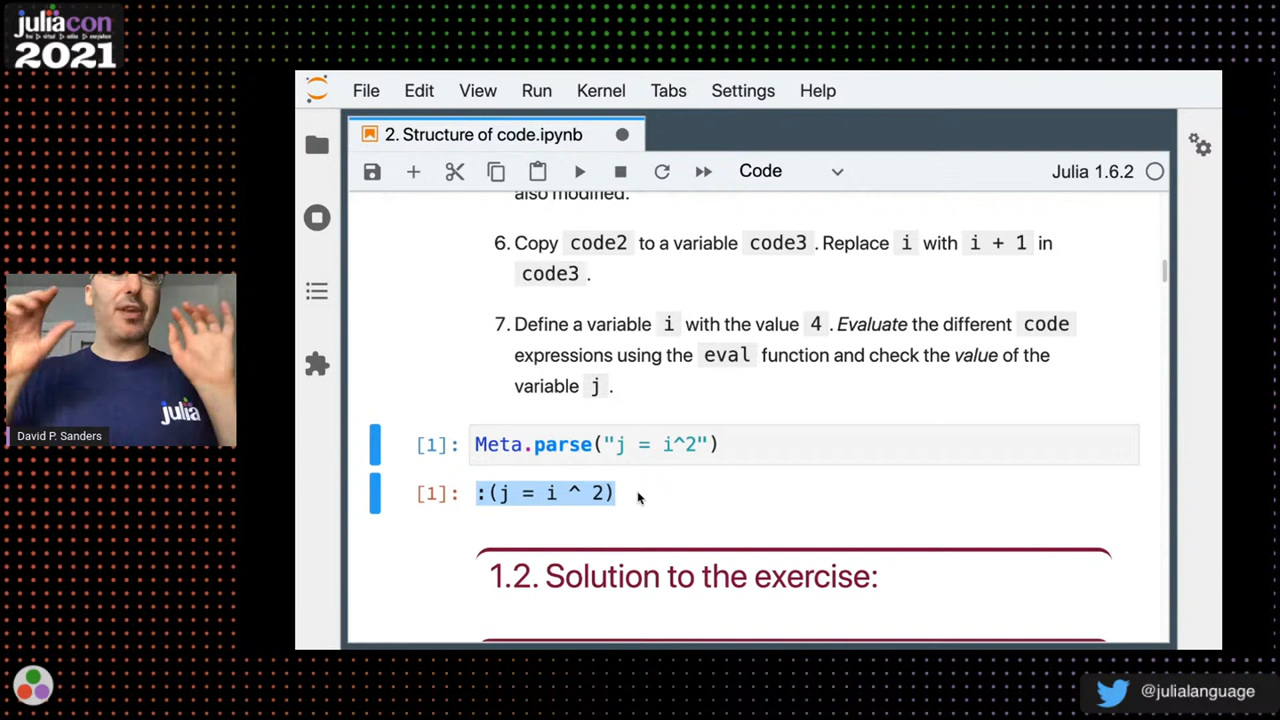 juliacon
2021
File Edit View Run Kernel Tabs Settings Help
2. Structure of code.ipynb
Code
Julia 1.6.2
also modified.
6. Copy code2 to a variable code3. Replace i with i + 1 in
code3.
7. Define a variable i with the value 4. Evaluate the different code
expressions using the eval function and check the value of the
variable j.
[1]: Meta.parse("j = i^2")
[1]: :(j = i ^ 2)
1.2. Solution to the exercise:
julia
David P. Sanders
@julialanguage